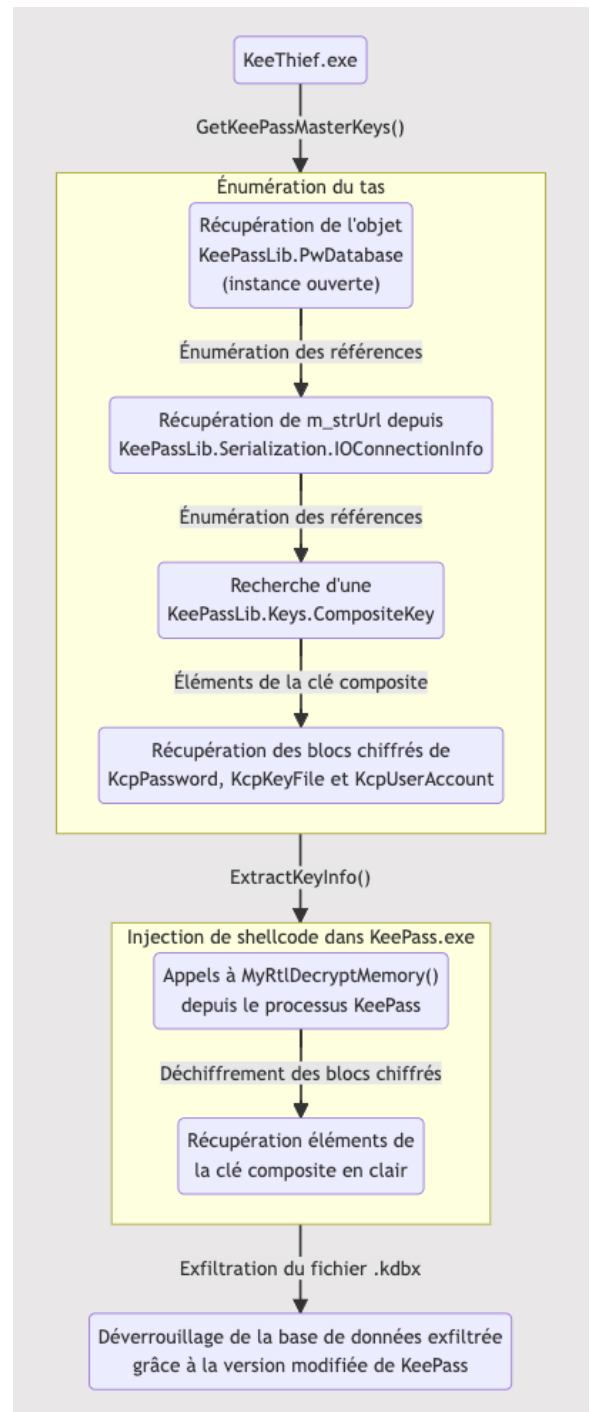 KeeThief.exe
GetKeePassMasterKeys()
Énumération du tas
Récupération de l'objet
KeePassLib.PwDatabase
(instance ouverte)
Énumération des références
Récupération de m_strUrl depuis
KeePassLib.Serialization.IOConnectionInfo
Énumération des références
Recherche d'une
KeePassLib.Keys.CompositeKey
Éléments de la clé composite
Récupération des blocs chiffrés de
KcpPassword, KcpKeyFile et KcpUserAccount
ExtractKeyInfo()
Injection de shellcode dans KeePass.exe
Appels à MyRtlDecryptMemory()
depuis le processus KeePass
Déchiffrement des blocs chiffrés
Récupération éléments de
la clé composite en clair
Exfiltration du fichier .kdbx
Déverrouillage de la base de données exfiltrée
grâce à la version modifiée de KeePass